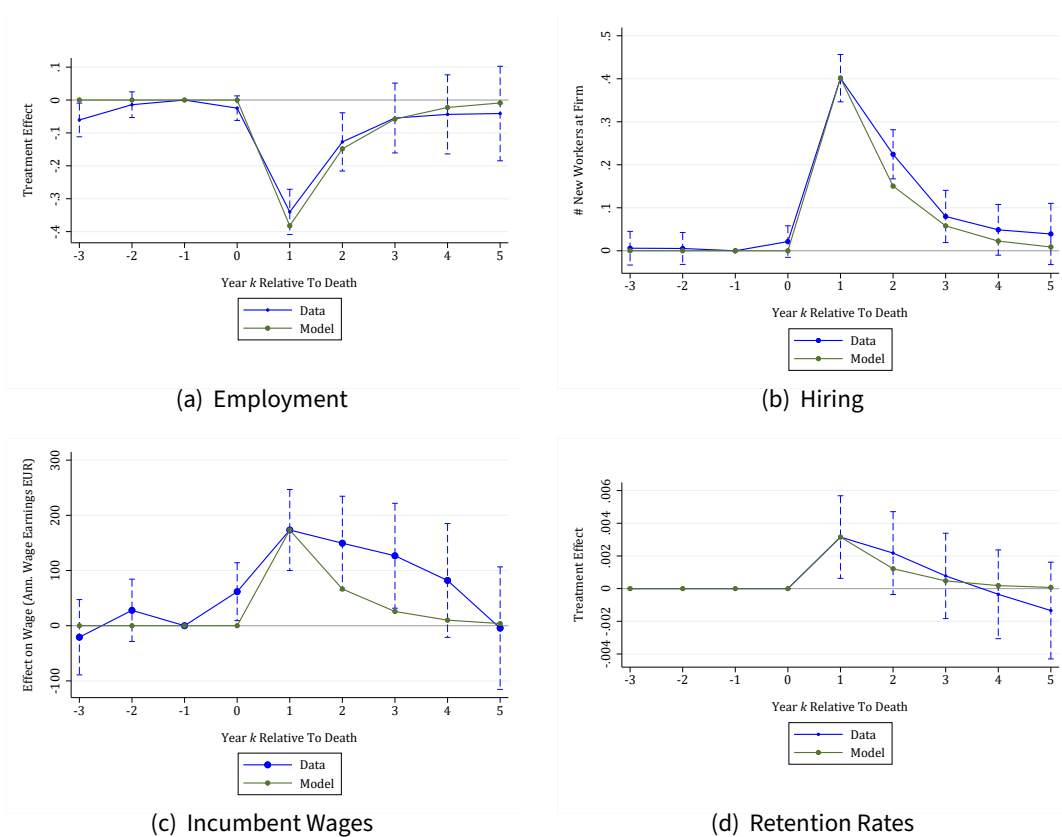 .1
0
-.1
-.2
-.3
-.4
Treatment Effect
-3 -2 -1 0 1 2 3 4 5
Year k Relative To Death
Data
Model
(a) Employment
.5
.4
.3
.2
.1
0
# New Workers at Firm
-3 -2 -1 0 1 2 3 4 5
Year k Relative To Death
Data
Model
(b) Hiring
300
200
100
0
-100
Effect on Wage (Ann. Wage Earnings EUR)
-3 -2 -1 0 1 2 3 4 5
Year k Relative To Death
Data
Model
(c) Incumbent Wages
.006
.004
.002
0
-.002
-.004
Treatment Effect
-3 -2 -1 0 1 2 3 4 5
Year k Relative To Death
Data
Model
(d) Retention Rates